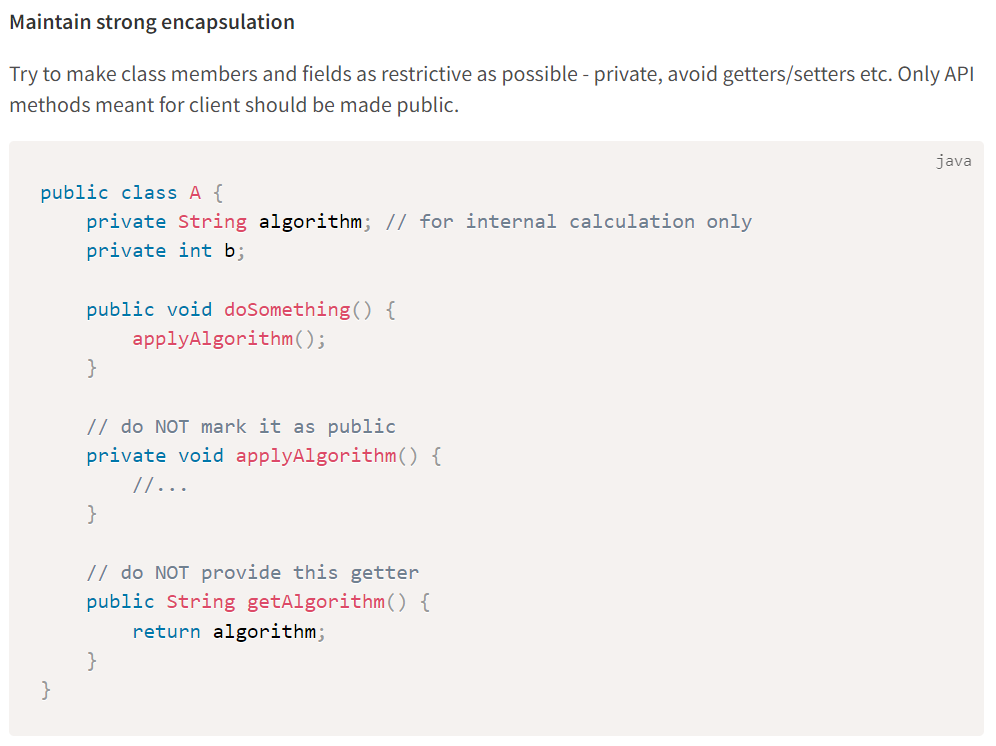 Maintain strong encapsulation
Try to make class members and fields as restrictive as possible - private, avoid getters/setters etc. Only API
methods meant for client should be made public.
java
public class A {
    private String algorithm; // for internal calculation only
    private int b;

    public void doSomething() {
        applyAlgorithm();
    }

    // do NOT mark it as public
    private void applyAlgorithm() {
        //...
    }

    // do NOT provide this getter
    public String getAlgorithm() {
        return algorithm;
    }
}